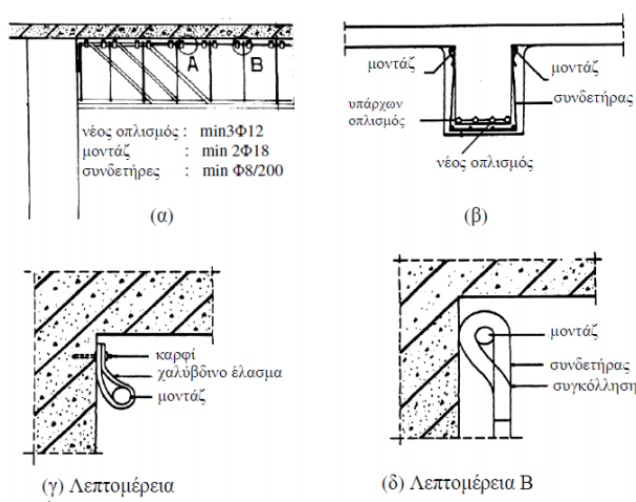 A
B
νέος οπλισμός : min3Φ12
μοντάζ : min 2Φ18
συνδετήρες : min Φ8/200
(α)
μοντάζ
μοντάζ
υπάρχων
οπλισμός
συνδετήρας
νέος οπλισμός
(β)
καρφί
χαλύβδινο έλασμα
μοντάζ
(γ) Λεπτομέρεια
μοντάζ
συνδετήρας
συγκόλληση
(δ) Λεπτομέρεια Β